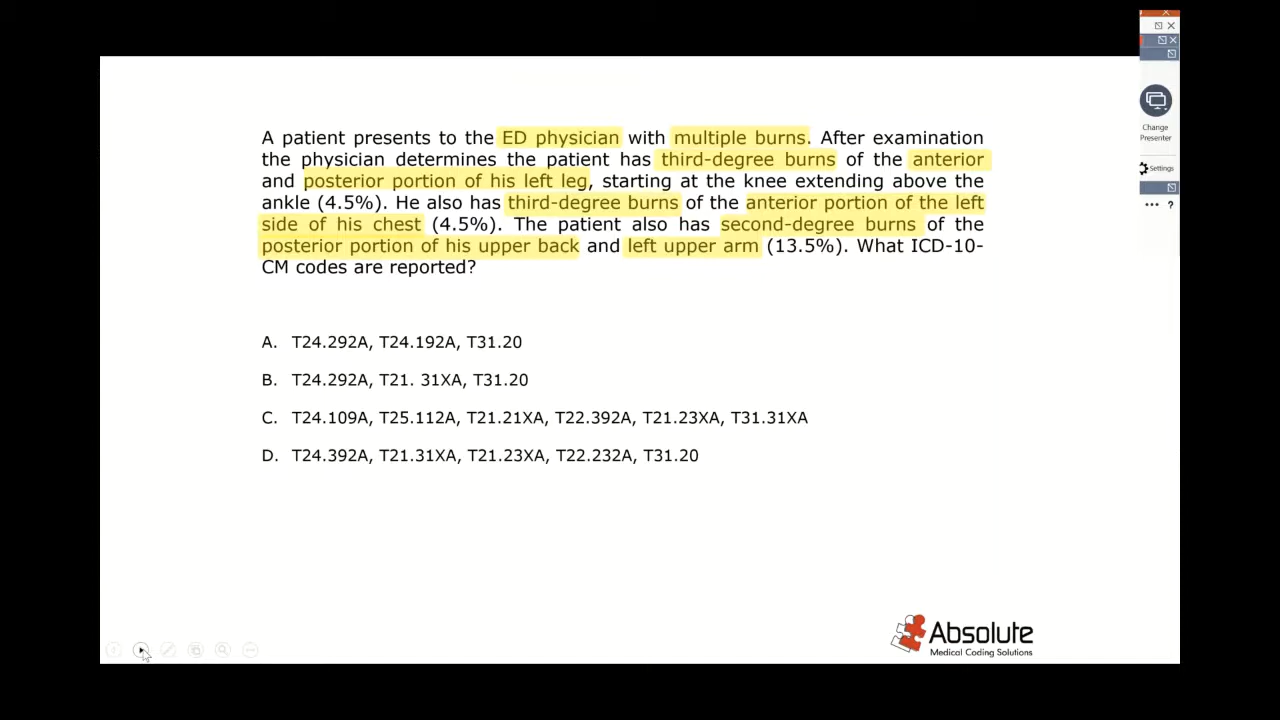 Change
Presenter
Settings
... ?
A patient presents to the ED physician with multiple burns. After examination
the physician determines the patient has third-degree burns of the anterior
and posterior portion of his left leg, starting at the knee extending above the
ankle (4.5%). He also has third-degree burns of the anterior portion of the left
side of his chest (4.5%). The patient also has second-degree burns of the
posterior portion of his upper back and left upper arm (13.5%). What ICD-10-
CM codes are reported?
A. T24.292A, T24.192A, T31.20
B. T24.292A, T21. 31XA, T31.20
C. T24.109A, T25.112A, T21.21XA, T22.392A, T21.23XA, T31.31XA
D. T24.392A, T21.31XA, T21.23XA, T22.232A, T31.20
Absolute
Medical Coding Solutions